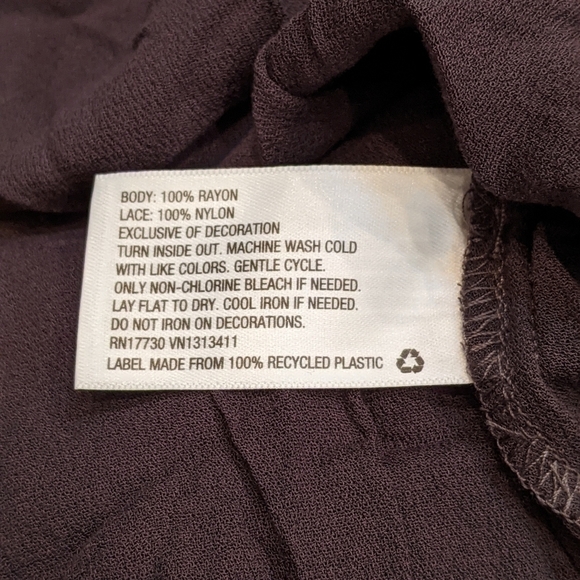 BODY: 100% RAYON
LACE: 100% NYLON
EXCLUSIVE OF DECORATION
TURN INSIDE OUT. MACHINE WASH COLD
WITH LIKE COLORS. GENTLE CYCLE.
ONLY NON-CHLORINE BLEACH IF NEEDED.
LAY FLAT TO DRY. COOL IRON IF NEEDED.
DO NOT IRON ON DECORATIONS.
RN17730 VN1313411
LABEL MADE FROM 100% RECYCLED PLASTIC